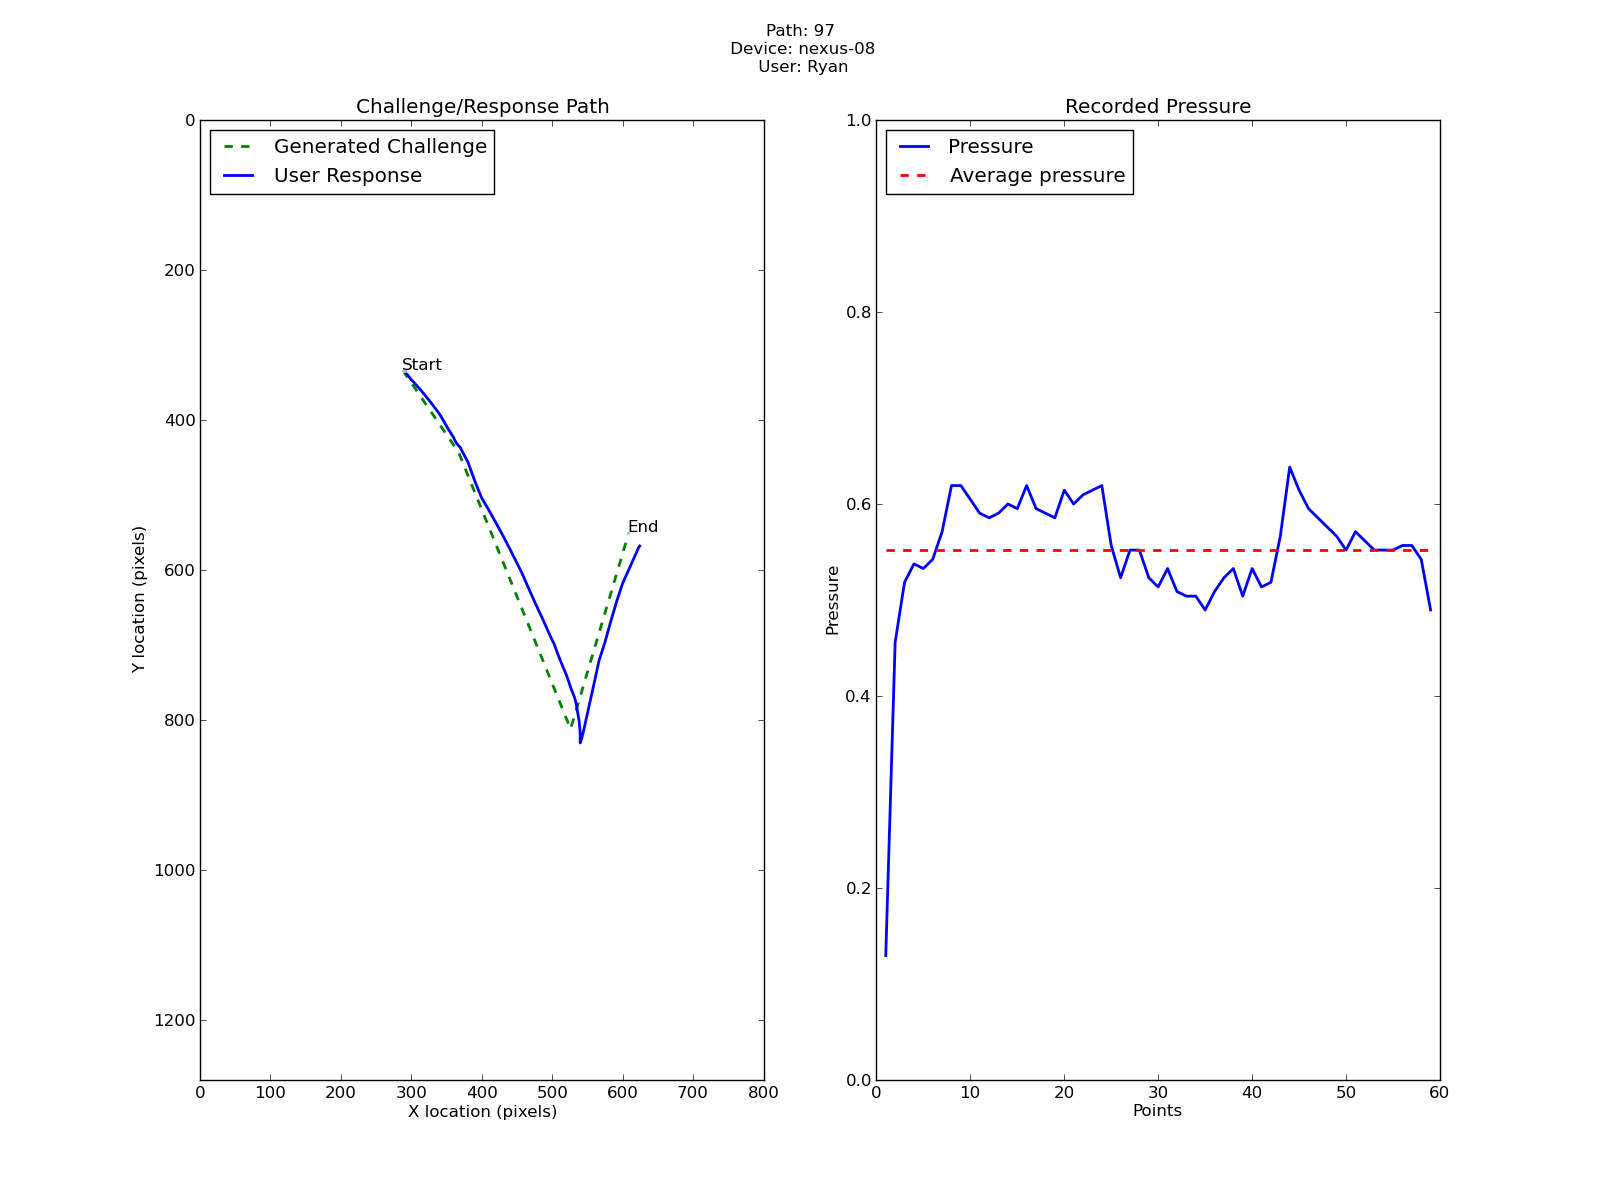 Path: 97
Device: nexus-08
User: Ryan
Challenge/Response Path
Generated Challenge
User Response
0
200
400
600
800
1000
1200
Y location (pixels)
Start
End
0 100 200 300 400 500 600 700 800
X location (pixels)
Recorded Pressure
Pressure
Average pressure
1.0
0.8
0.6
0.4
0.2
0.0
Pressure
0 10 20 30 40 50 60
Points